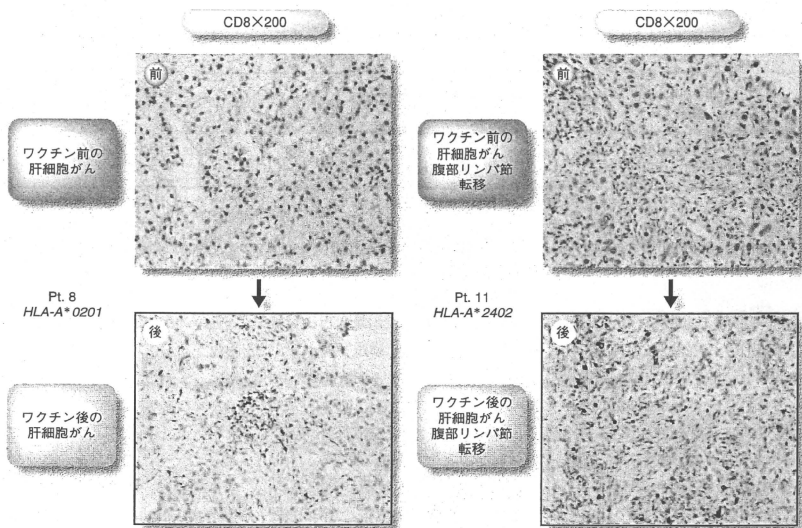 CD8×200
CD8×200
前
前
ワクチン前の
肝細胞がん
ワクチン前の
肝細胞がん
腹部リンパ節
転移
Pt. 8
HLA-A*0201
Pt. 11
HLA-A*2402
後
後
ワクチン後の
肝細胞がん
ワクチン後の
肝細胞がん
腹部リンパ節
転移